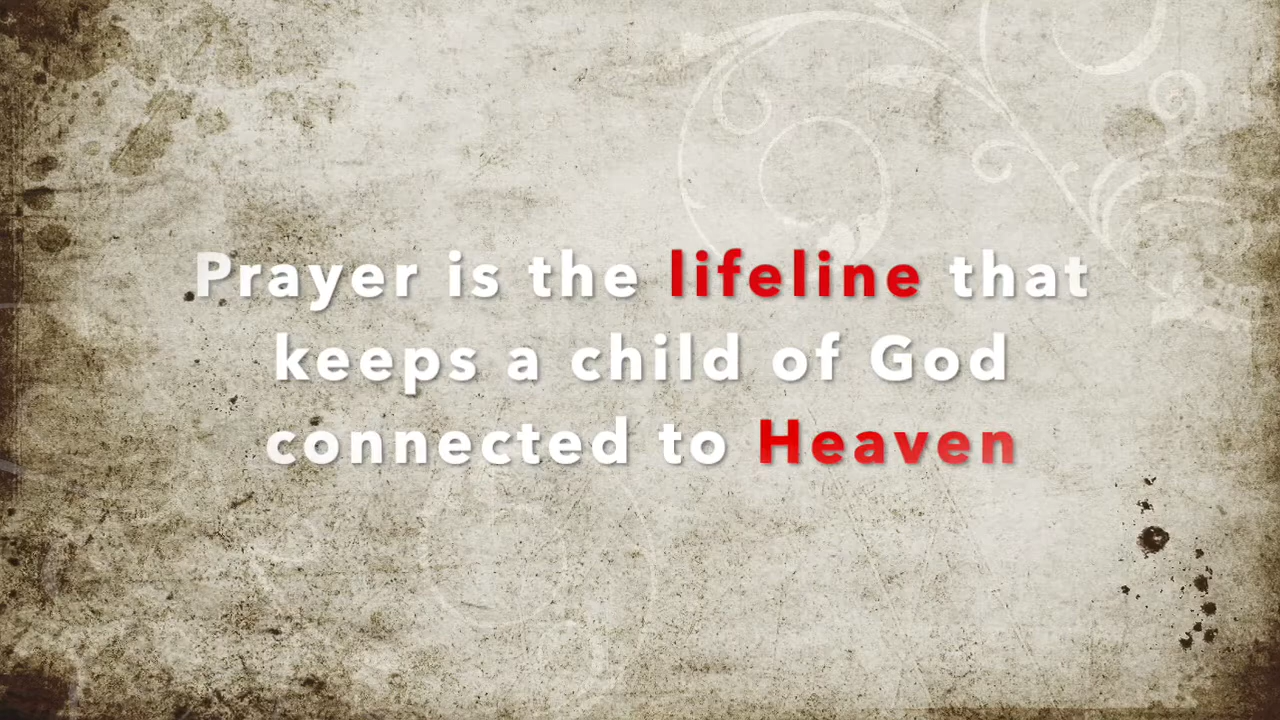 Prayer is the lifeline that
keeps a child of God
connected to Heaven